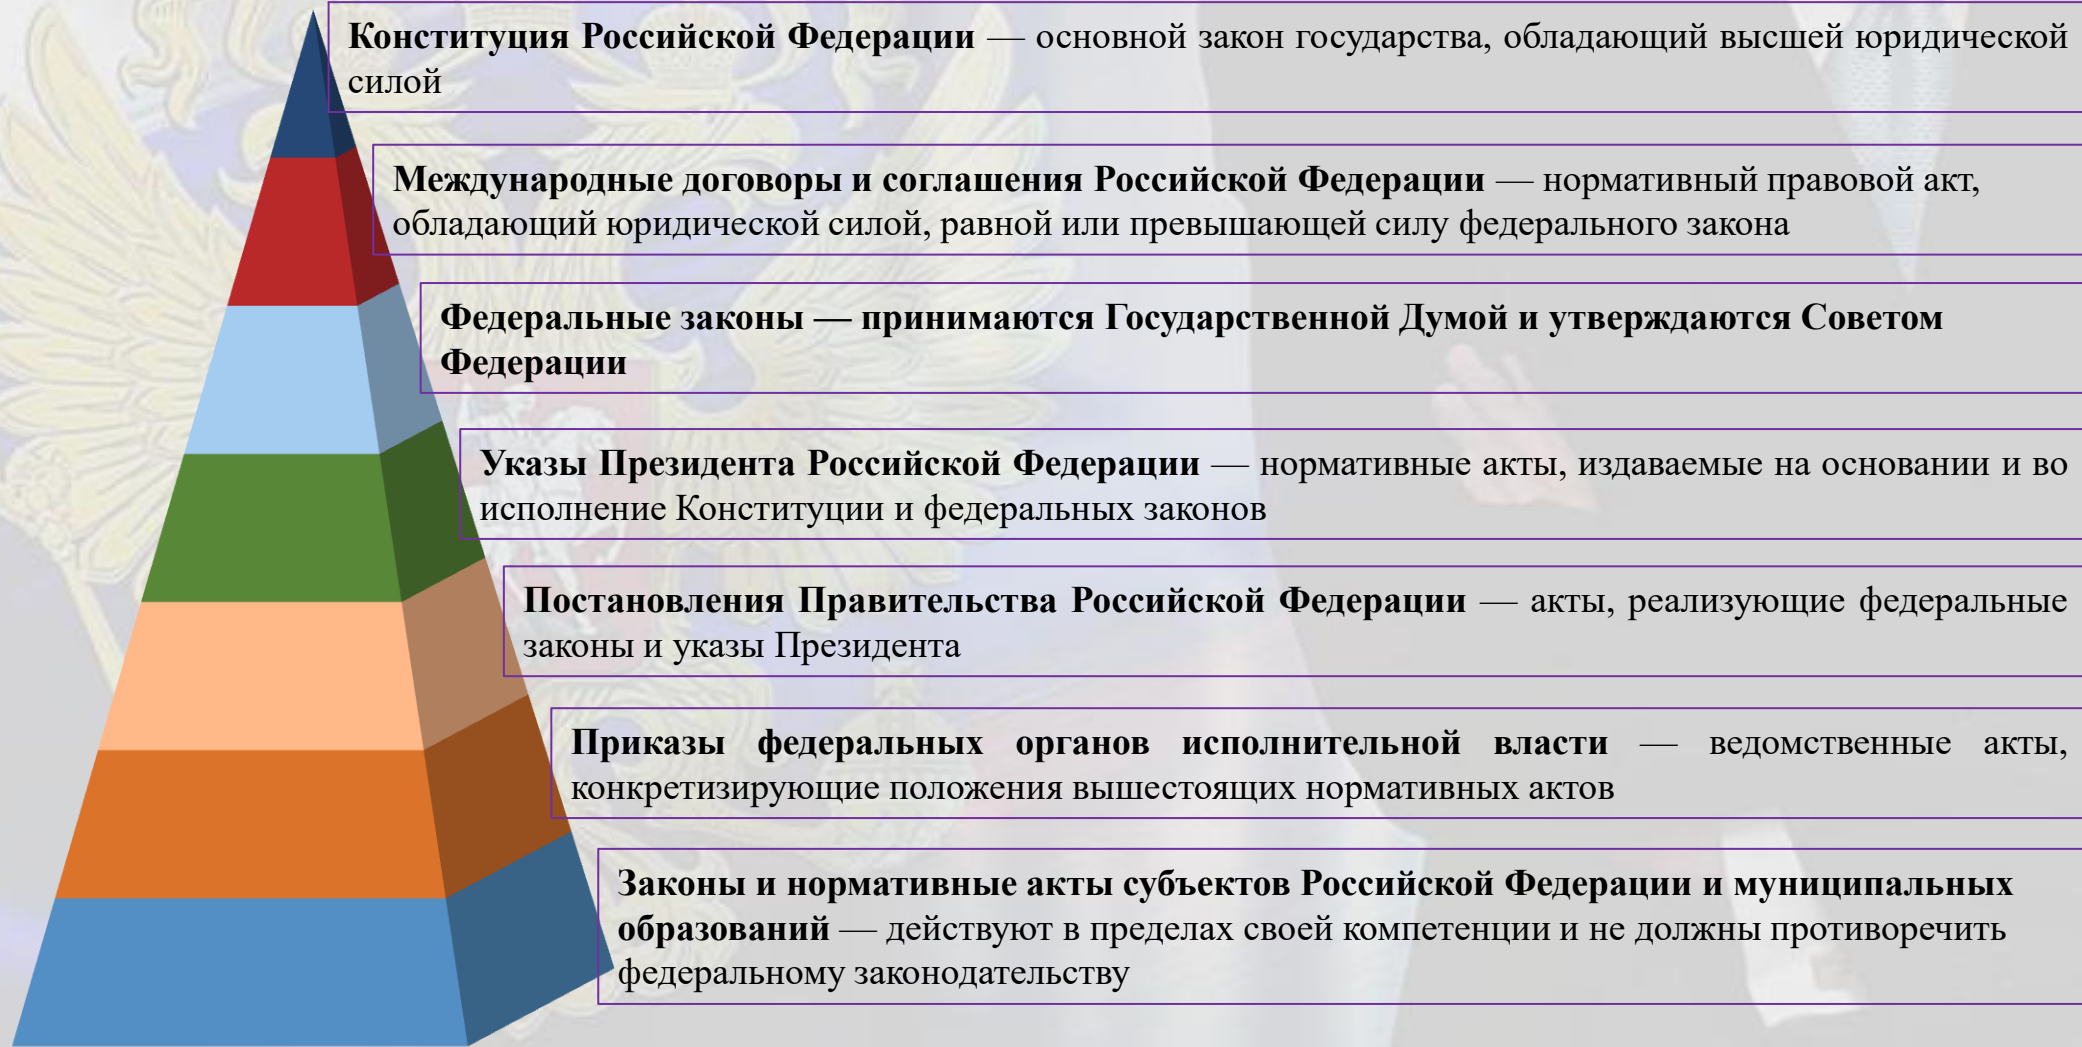 Конституция Российской Федерации — основной закон государства, обладающий высшей юридической
силой
Международные договоры и соглашения Российской Федерации — нормативный правовой акт,
обладающий юридической силой, равной или превышающей силу федерального закона
Федеральные законы — принимаются Государственной Думой и утверждаются Советом
Федерации
Указы Президента Российской Федерации — нормативные акты, издаваемые на основании и во
исполнение Конституции и федеральных законов
Постановления Правительства Российской Федерации — акты, реализующие федеральные
законы и указы Президента
Приказы федеральных органов исполнительной власти — ведомственные акты,
конкретизирующие положения вышестоящих нормативных актов
Законы и нормативные акты субъектов Российской Федерации и муниципальных
образований — действуют в пределах своей компетенции и не должны противоречить
федеральному законодательству